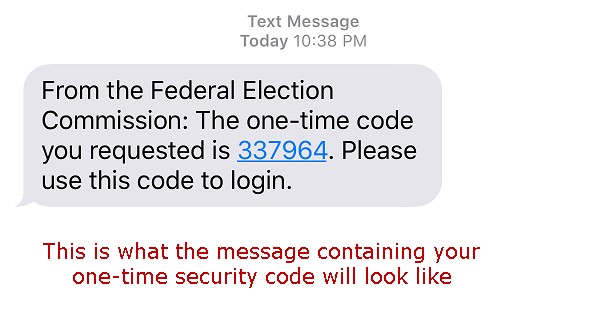 Text Message
Today 10:38 PM
From the Federal Election
Commission: The one-time code
you requested is 337964. Please
use this code to login.
This is what the message containing your
one-time security code will look like